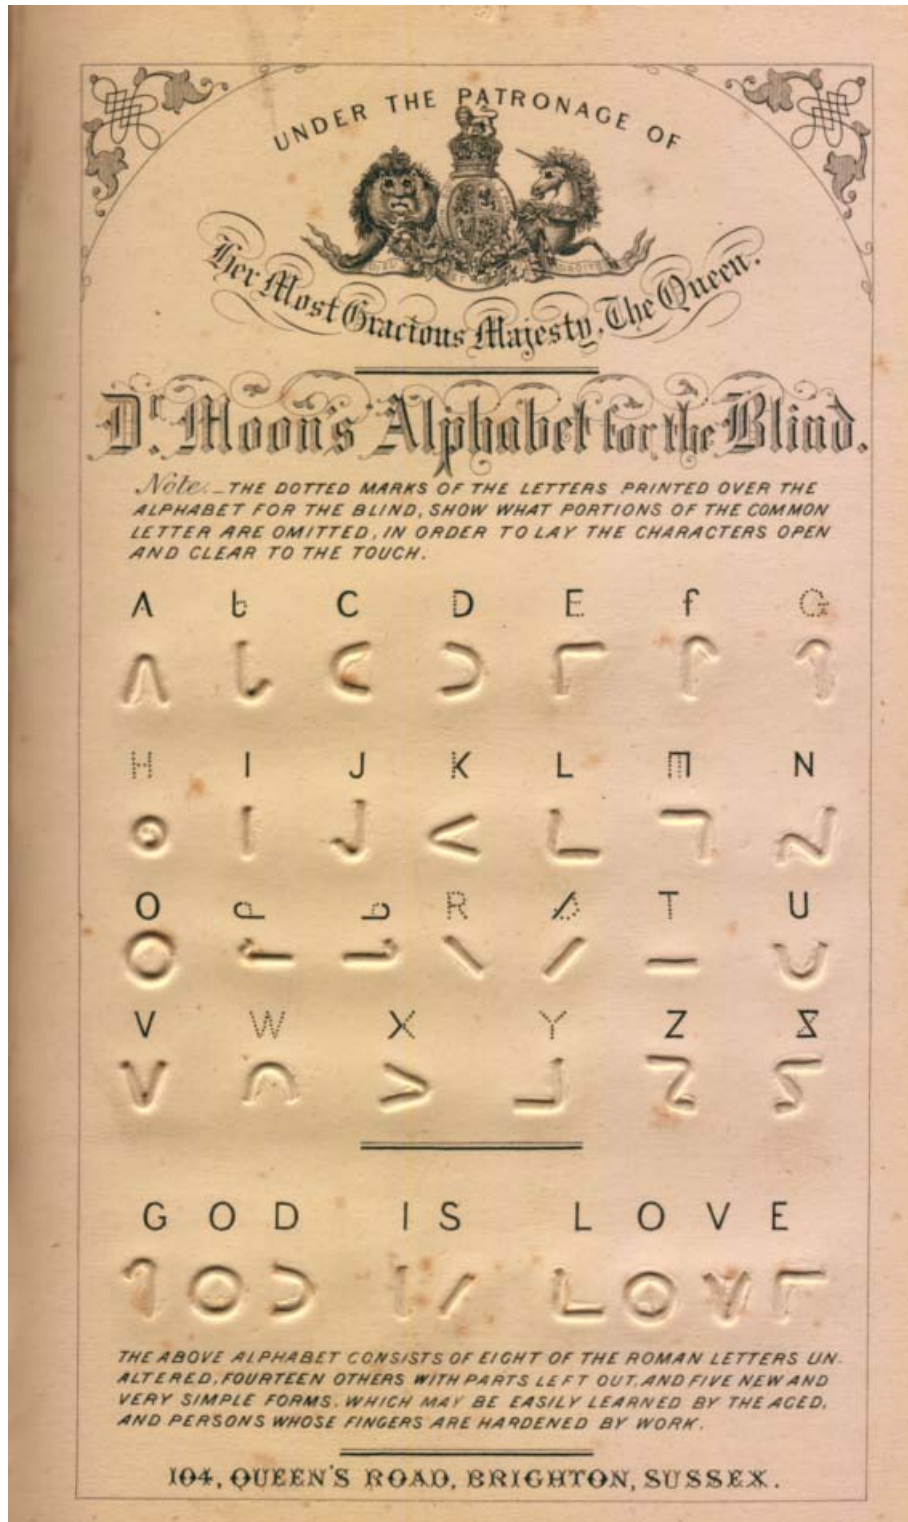 UNDER THE PATRONAGE OF
Her Most Gracious Majesty, The Queen.
Dr. Moon's Alphabet for the Blind.
Note._THE DOTTED MARKS OF THE LETTERS PRINTED OVER THE
ALPHABET FOR THE BLIND, SHOW WHAT PORTIONS OF THE COMMON
LETTER ARE OMITTED, IN ORDER TO LAY THE CHARACTERS OPEN
AND CLEAR TO THE TOUCH.
A b C D E f G
H I J K L M N
O P Q R S T U
V W X Y Z &
GOD IS LOVE
THE ABOVE ALPHABET CONSISTS OF EIGHT OF THE ROMAN LETTERS UN-
ALTERED, FOURTEEN OTHERS WITH PARTS LEFT OUT, AND FIVE NEW AND
VERY SIMPLE FORMS, WHICH MAY BE EASILY LEARNED BY THE AGED,
AND PERSONS WHOSE FINGERS ARE HARDENED BY WORK.
104, QUEEN'S ROAD, BRIGHTON, SUSSEX.